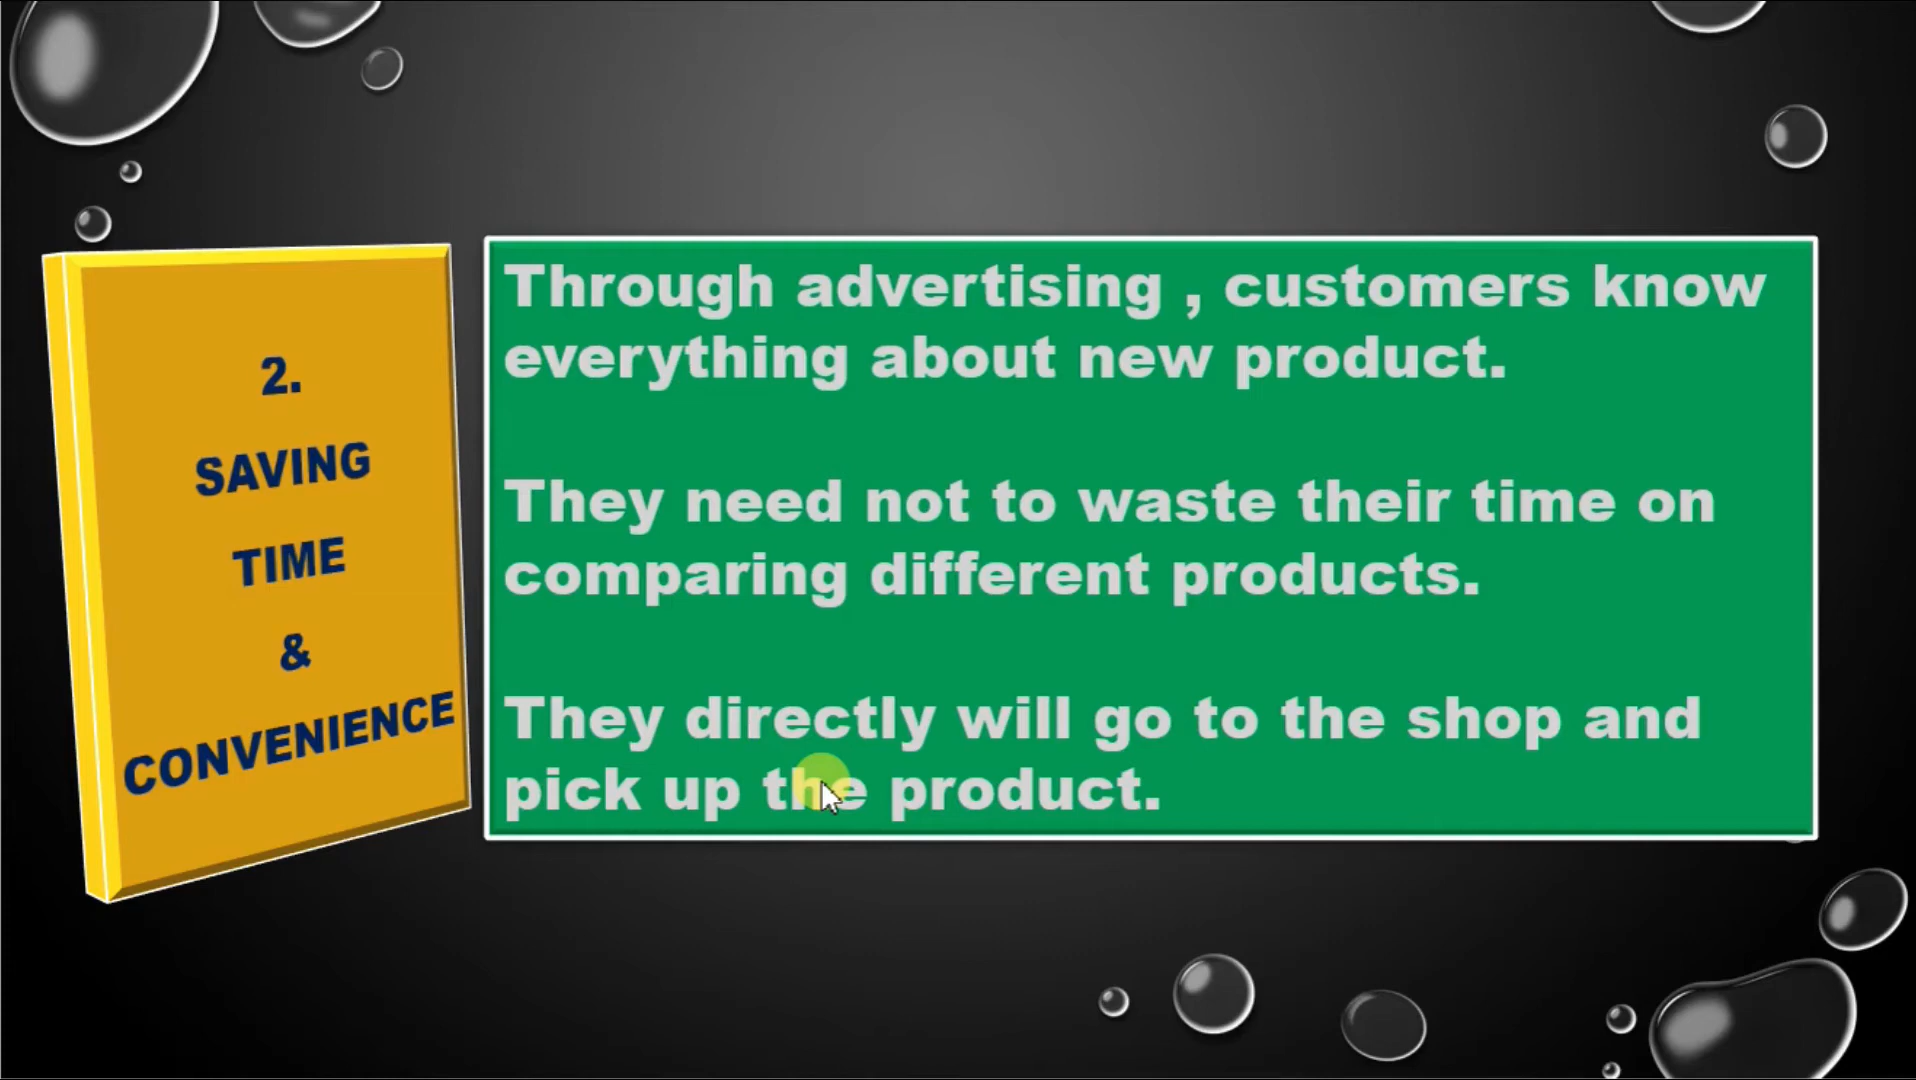 2.
SAVING
TIME
&
CONVENIENCE
Through advertising , customers know
everything about new product.
They need not to waste their time on
comparing different products.
They directly will go to the shop and
pick up the product.